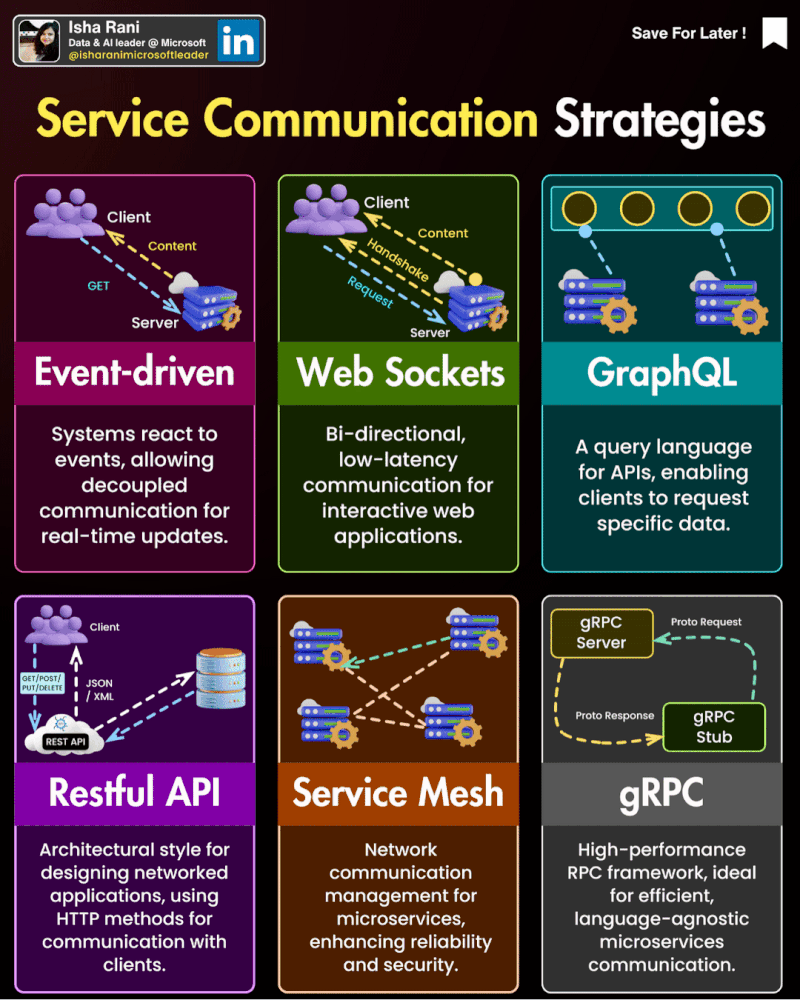 Isha Rani
Data & AI leader @ Microsoft
@isharanimicrosoftleader
in
Save For Later !
Service Communication Strategies
Client
Content
GET
Server
Event-driven
Systems react to
events, allowing
decoupled
communication for
real-time updates.
Client
Content
Handshake
Request
Server
Web Sockets
Bi-directional,
low-latency
communication for
interactive web
applications.
GraphQL
A query language
for APIs, enabling
clients to request
specific data.
Client
GET/POST/
PUT/DELETE
JSON
/ XML
REST API
Restful API
Architectural style for
designing networked
applications, using
HTTP methods for
communication with
clients.
Service Mesh
Network
communication
management for
microservices,
enhancing reliability
and security.
gRPC
Server
Proto Request
Proto Response
gRPC
Stub
gRPC
High-performance
RPC framework, ideal
for efficient,
language-agnostic
microservices
communication.